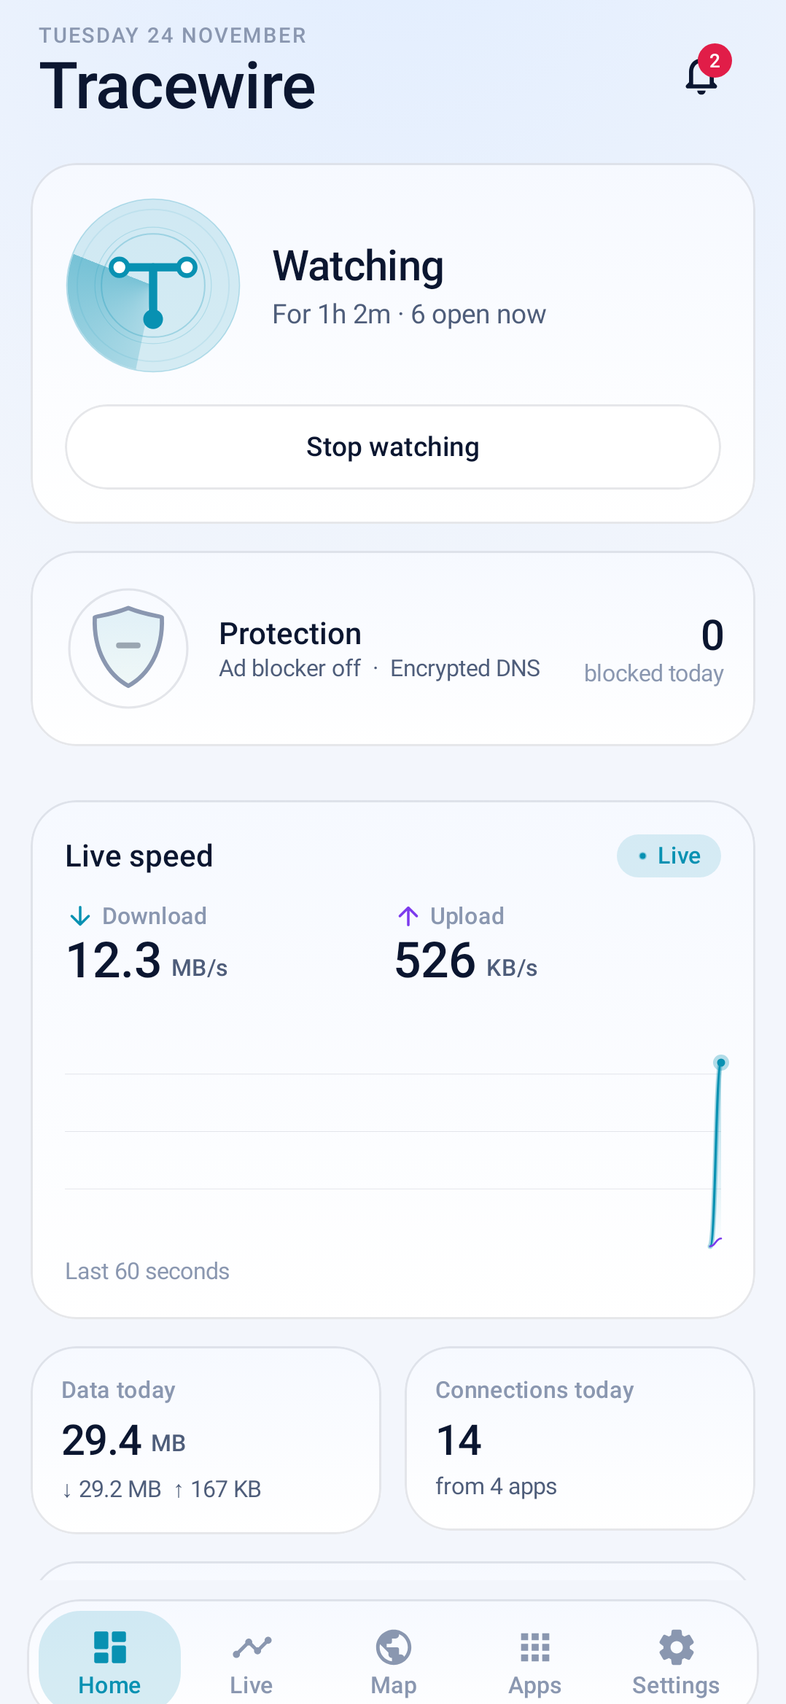 TUESDAY 24 NOVEMBER
Tracewire
2
Watching
For 1h 2m · 6 open now
Stop watching
Protection
Ad blocker off · Encrypted DNS
0
blocked today
Live speed
• Live
↓ Download
12.3 MB/s
↑ Upload
526 KB/s
Last 60 seconds
Data today
29.4 MB
↓ 29.2 MB ↑ 167 KB
Connections today
14
from 4 apps
Home
Live
Map
Apps
Settings